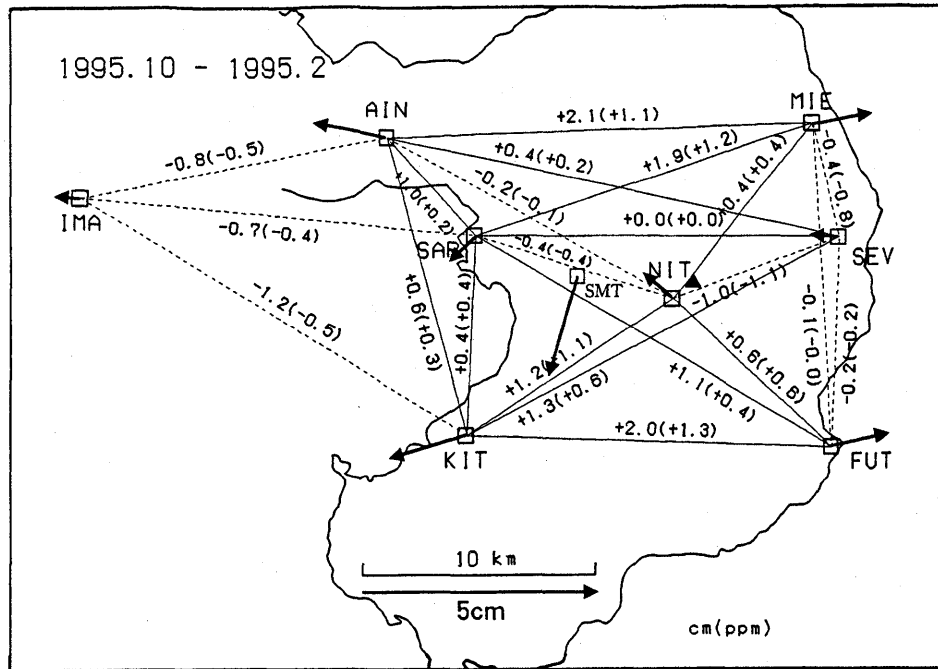 1995.10 - 1995.2
AIN
MIE
+2.1(+1.1)
-0.8(-0.5)
+0.4(+0.2)
+1.9(+1.2)
-0.4(-0.8)
-0.2(-0.1)
+0.4(+0.4)
+1.0(+0.2)
IMA
-0.7(-0.4)
+0.0(+0.0)
SAR
-0.4(-0.4)
SEV
NIT
SMT
-1.0(-1.1)
-1.2(-0.5)
+0.6(+0.3)
+0.4(+0.4)
-0.1(-0.0)
-0.2(-0.2)
+1.2(+1.1)
+1.3(+0.6)
+1.1(+0.4)
+2.0(+1.3)
KIT
FUT
10 km
5cm
cm(ppm)